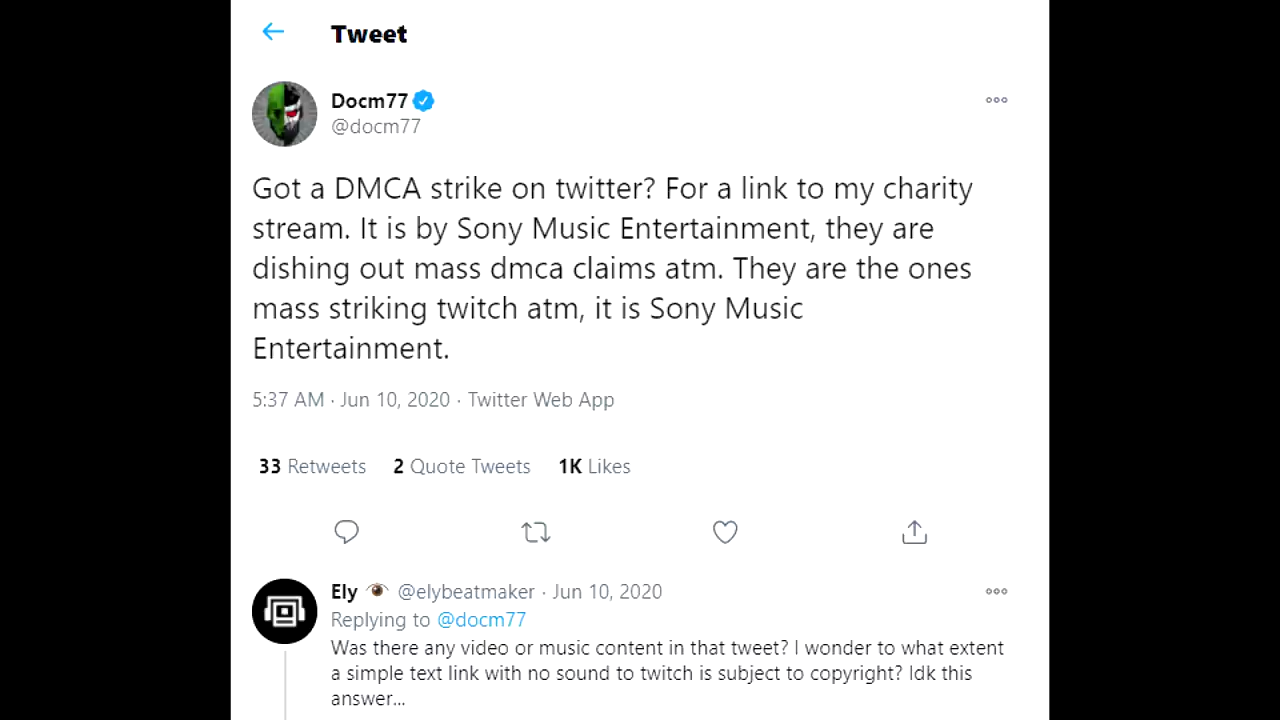 Tweet
Docm77
@docm77
Got a DMCA strike on twitter? For a link to my charity
stream. It is by Sony Music Entertainment, they are
dishing out mass dmca claims atm. They are the ones
mass striking twitch atm, it is Sony Music
Entertainment.
5:37 AM · Jun 10, 2020 · Twitter Web App
33 Retweets 2 Quote Tweets 1K Likes
Ely 👁️ @elybeatmaker · Jun 10, 2020
Replying to @docm77
Was there any video or music content in that tweet? I wonder to what extent
a simple text link with no sound to twitch is subject to copyright? Idk this
answer...